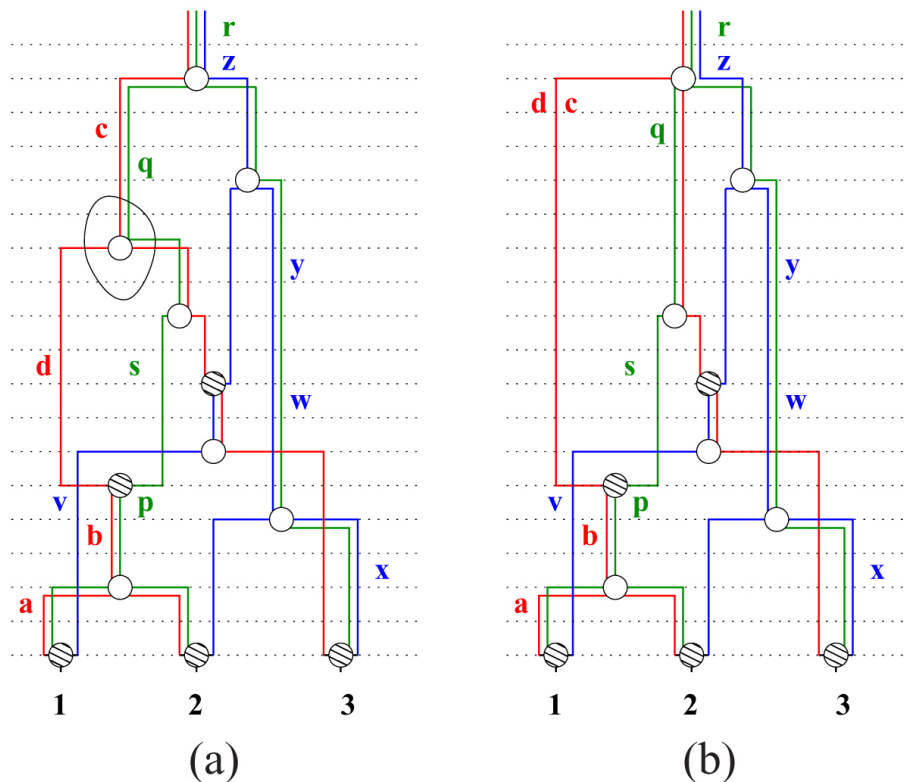 r r
z z
d c
c
q
q
y y
d s s
w w
v p v p
b b
x x
a a
1 2 3 1 2 3
(a) (b)